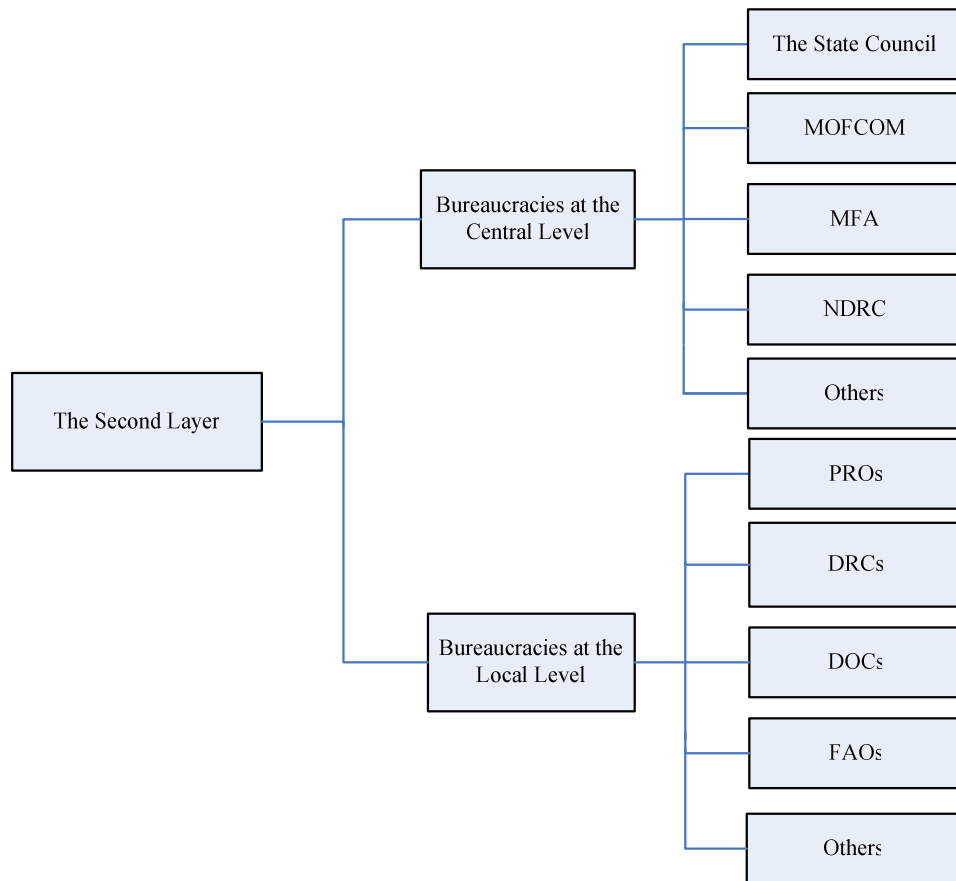 The State Council
MOFCOM
Bureaucracies at the
Central Level
MFA
NDRC
Others
The Second Layer
PROs
DRCs
Bureaucracies at the
Local Level
DOCs
FAOs
Others